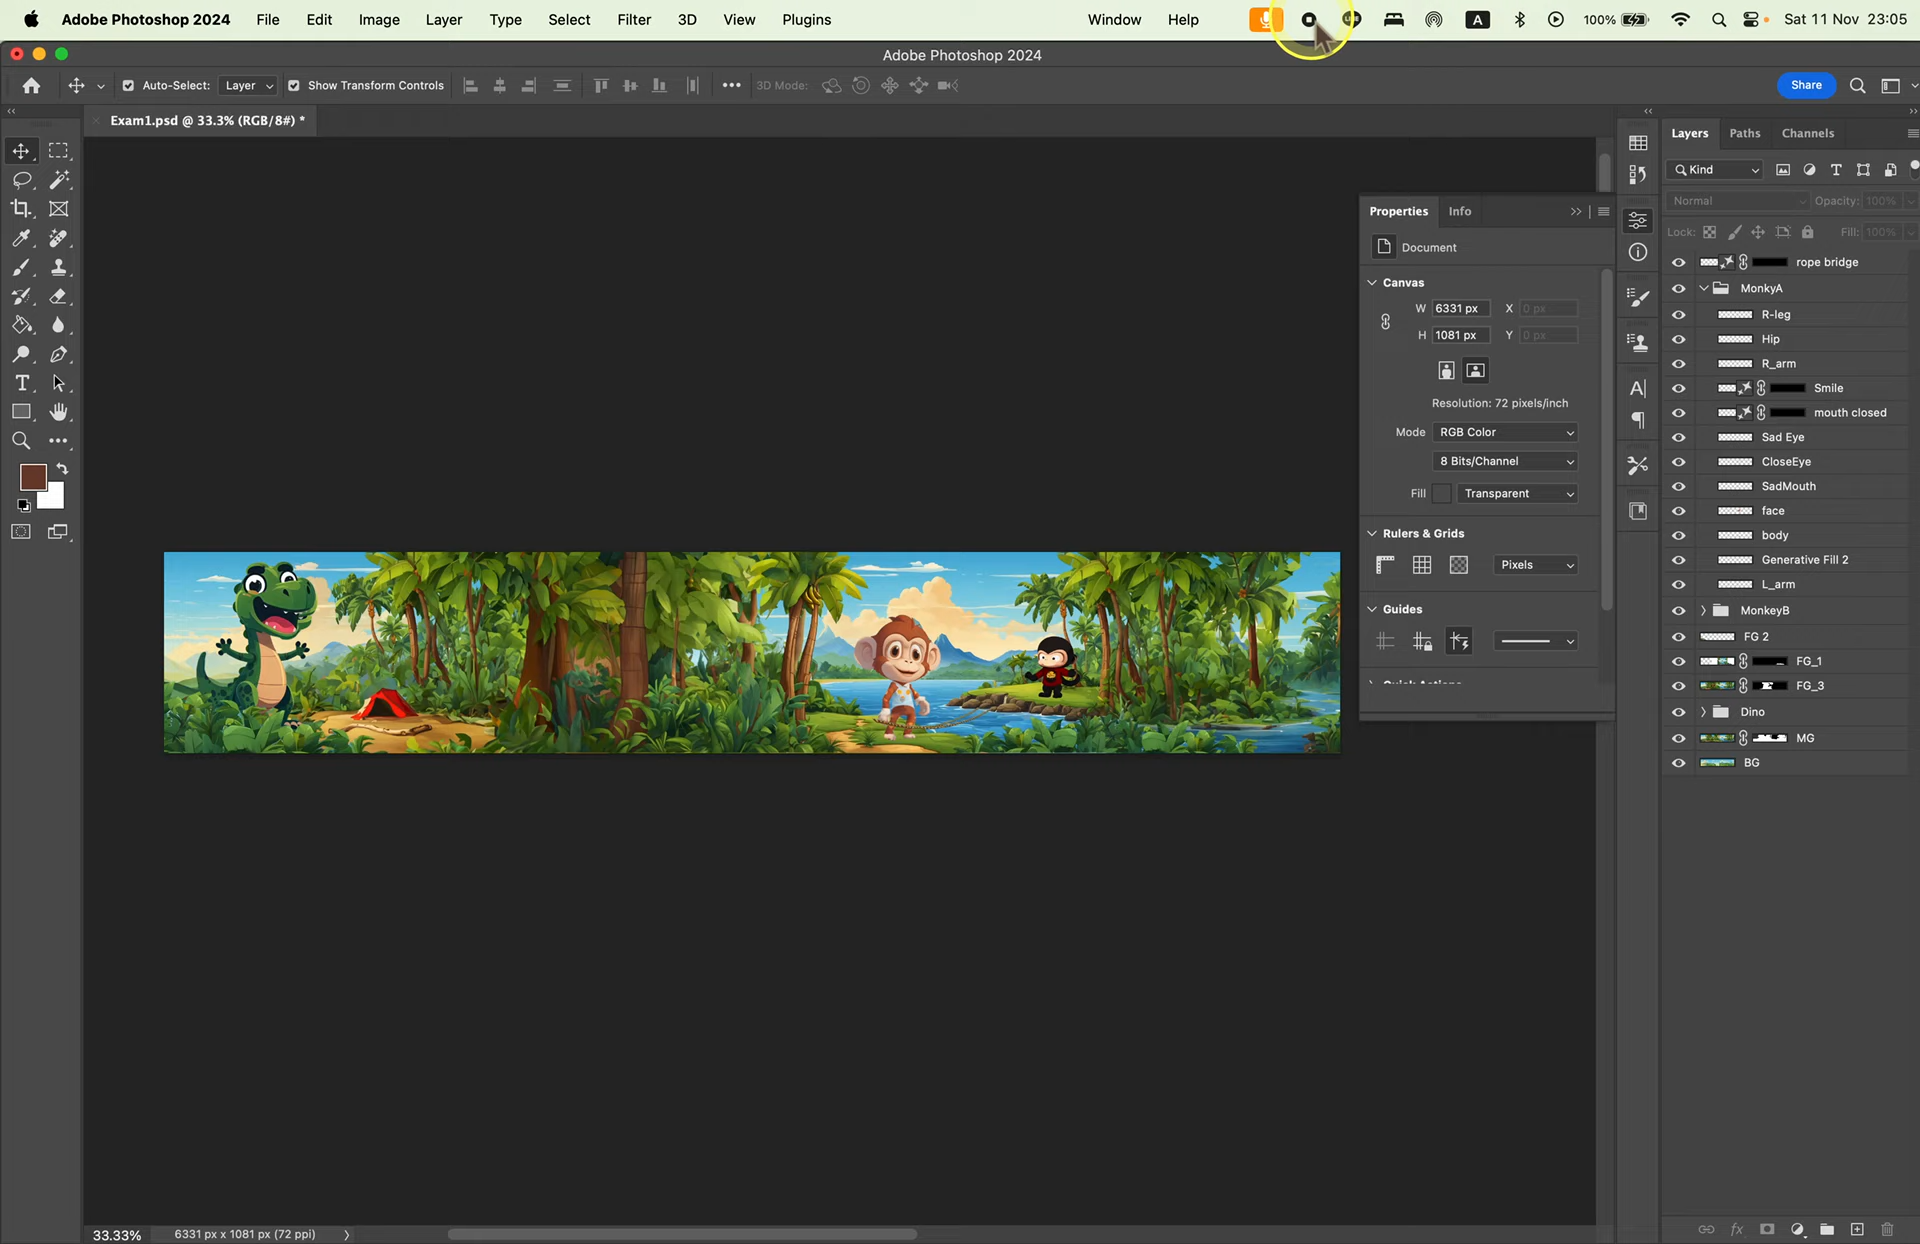 Adobe Photoshop 2024 File Edit Image Layer Type Select Filter 3D View Plugins Window Help A 100% Sat 11 Nov 23:05
Adobe Photoshop 2024
Auto-Select: Layer Show Transform Controls 3D Mode: Share
Exam1.psd @ 33.3% (RGB/8#) *
Layers Paths Channels
Kind
Normal Opacity: 100%
Lock: Fill: 100%
Properties Info
Document
Canvas
W 6331 px X 0 px
H 1081 px Y 0 px
Resolution: 72 pixels/inch
Mode RGB Color
8 Bits/Channel
Fill Transparent
Rulers & Grids
Pixels
Guides
Quick Actions
rope bridge
MonkyA
R-leg
Hip
R_arm
Smile
mouth closed
Sad Eye
CloseEye
SadMouth
face
body
Generative Fill 2
L_arm
MonkeyB
FG 2
FG_1
FG_3
Dino
MG
BG
33.33% 6331 px x 1081 px (72 ppi)